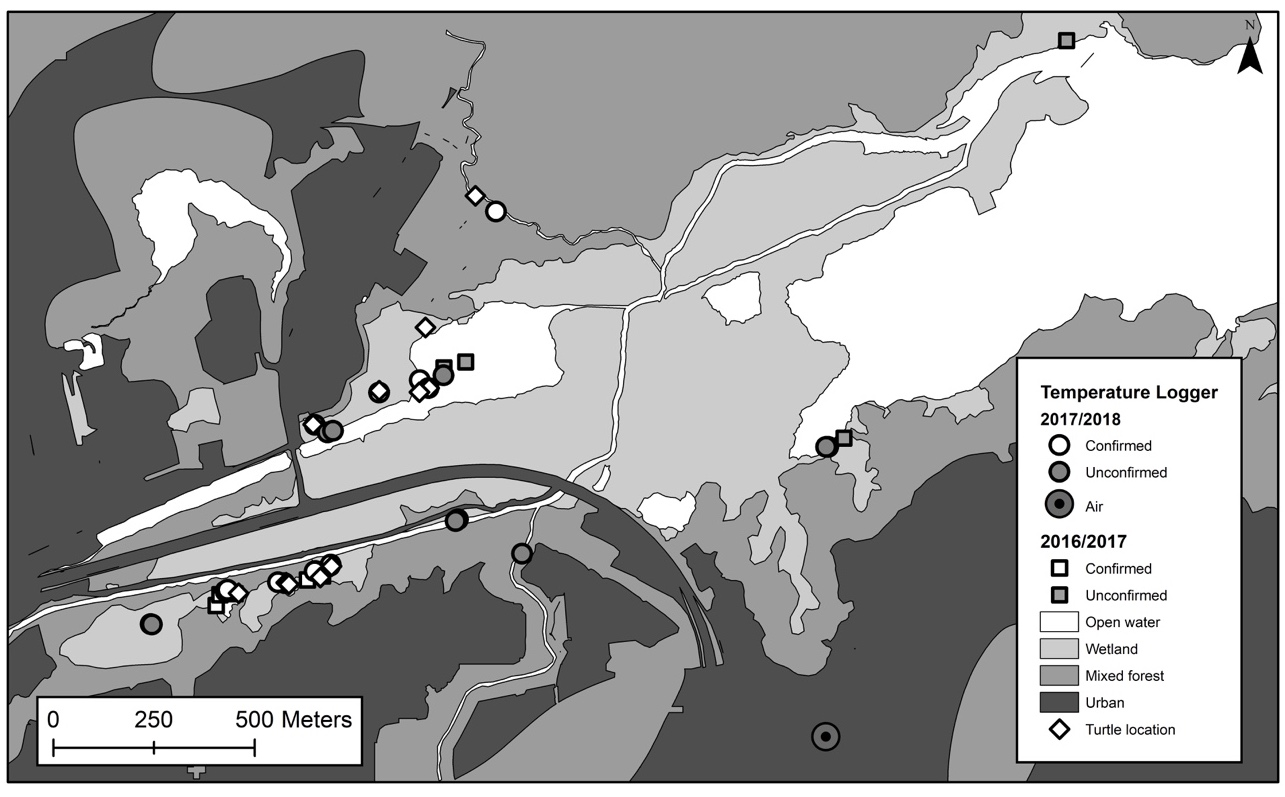 N
Temperature Logger
2017/2018
Confirmed
Unconfirmed
Air
2016/2017
Confirmed
Unconfirmed
Open water
Wetland
Mixed forest
Urban
Turtle location
0 250 500 Meters